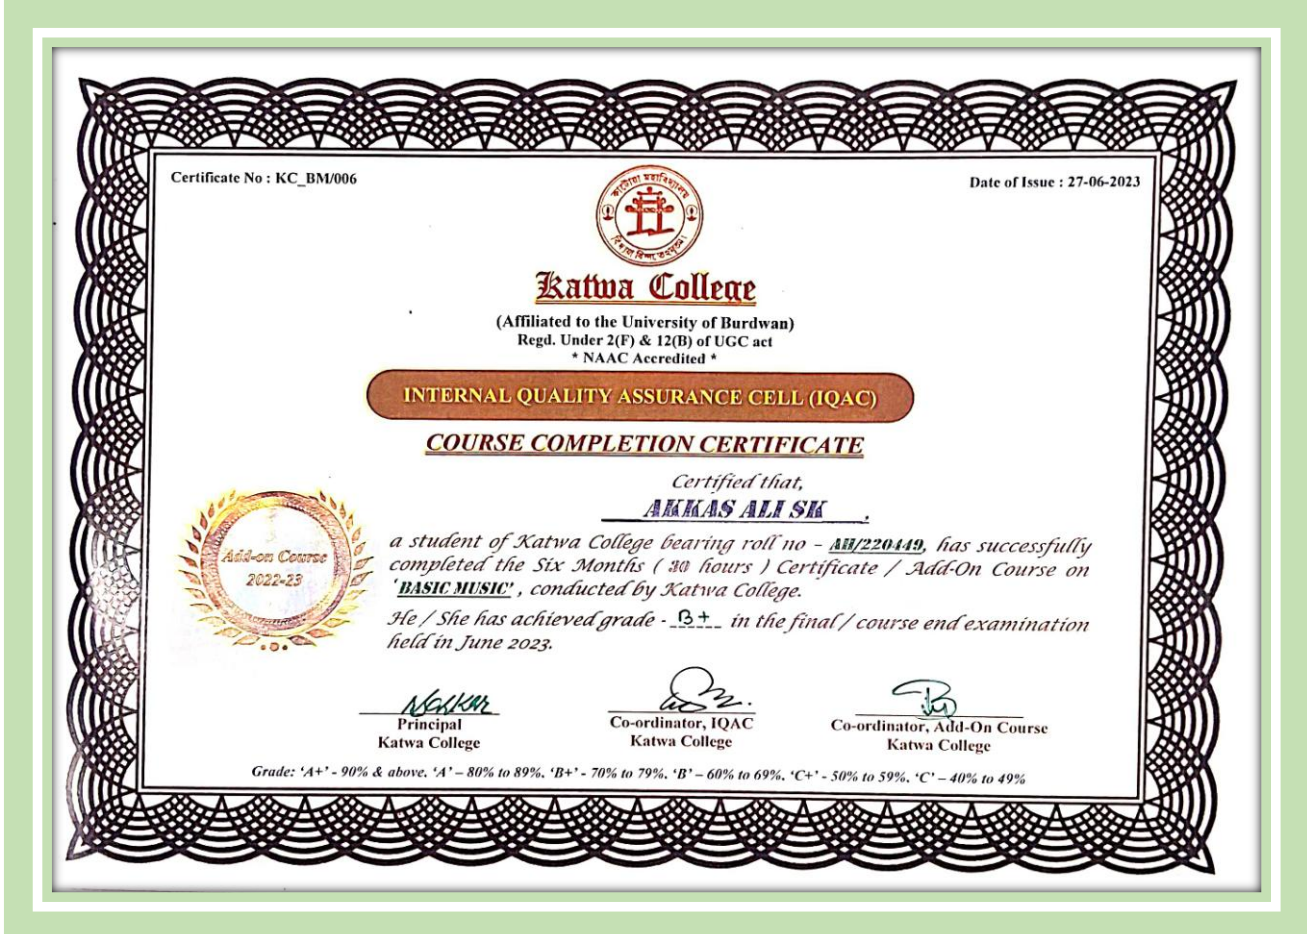 Certificate No : KC_BM/006
Date of Issue : 27-06-2023
কাটোয়া মহাবিদ্যালয়
Katwa College
(Affiliated to the University of Burdwan)
Regd. Under 2(F) & 12(B) of UGC act
* NAAC Accredited *
INTERNAL QUALITY ASSURANCE CELL (IQAC)
COURSE COMPLETION CERTIFICATE
Certified that,
AKKAS ALI SK .
a student of Katwa College bearing roll no - AH/220449, has successfully
completed the Six Months ( 30 hours ) Certificate / Add-On Course on
‘BASIC MUSIC’ , conducted by Katwa College.
He / She has achieved grade - B+ in the final / course end examination
held in June 2023.
Add-on Course
2022-23
Principal
Katwa College
Co-ordinator, IQAC
Katwa College
Co-ordinator, Add-On Course
Katwa College
Grade: ‘A+’ - 90% & above. ‘A’ – 80% to 89%. ‘B+’ - 70% to 79%. ‘B’ – 60% to 69%. ‘C+’ - 50% to 59%. ‘C’ – 40% to 49%